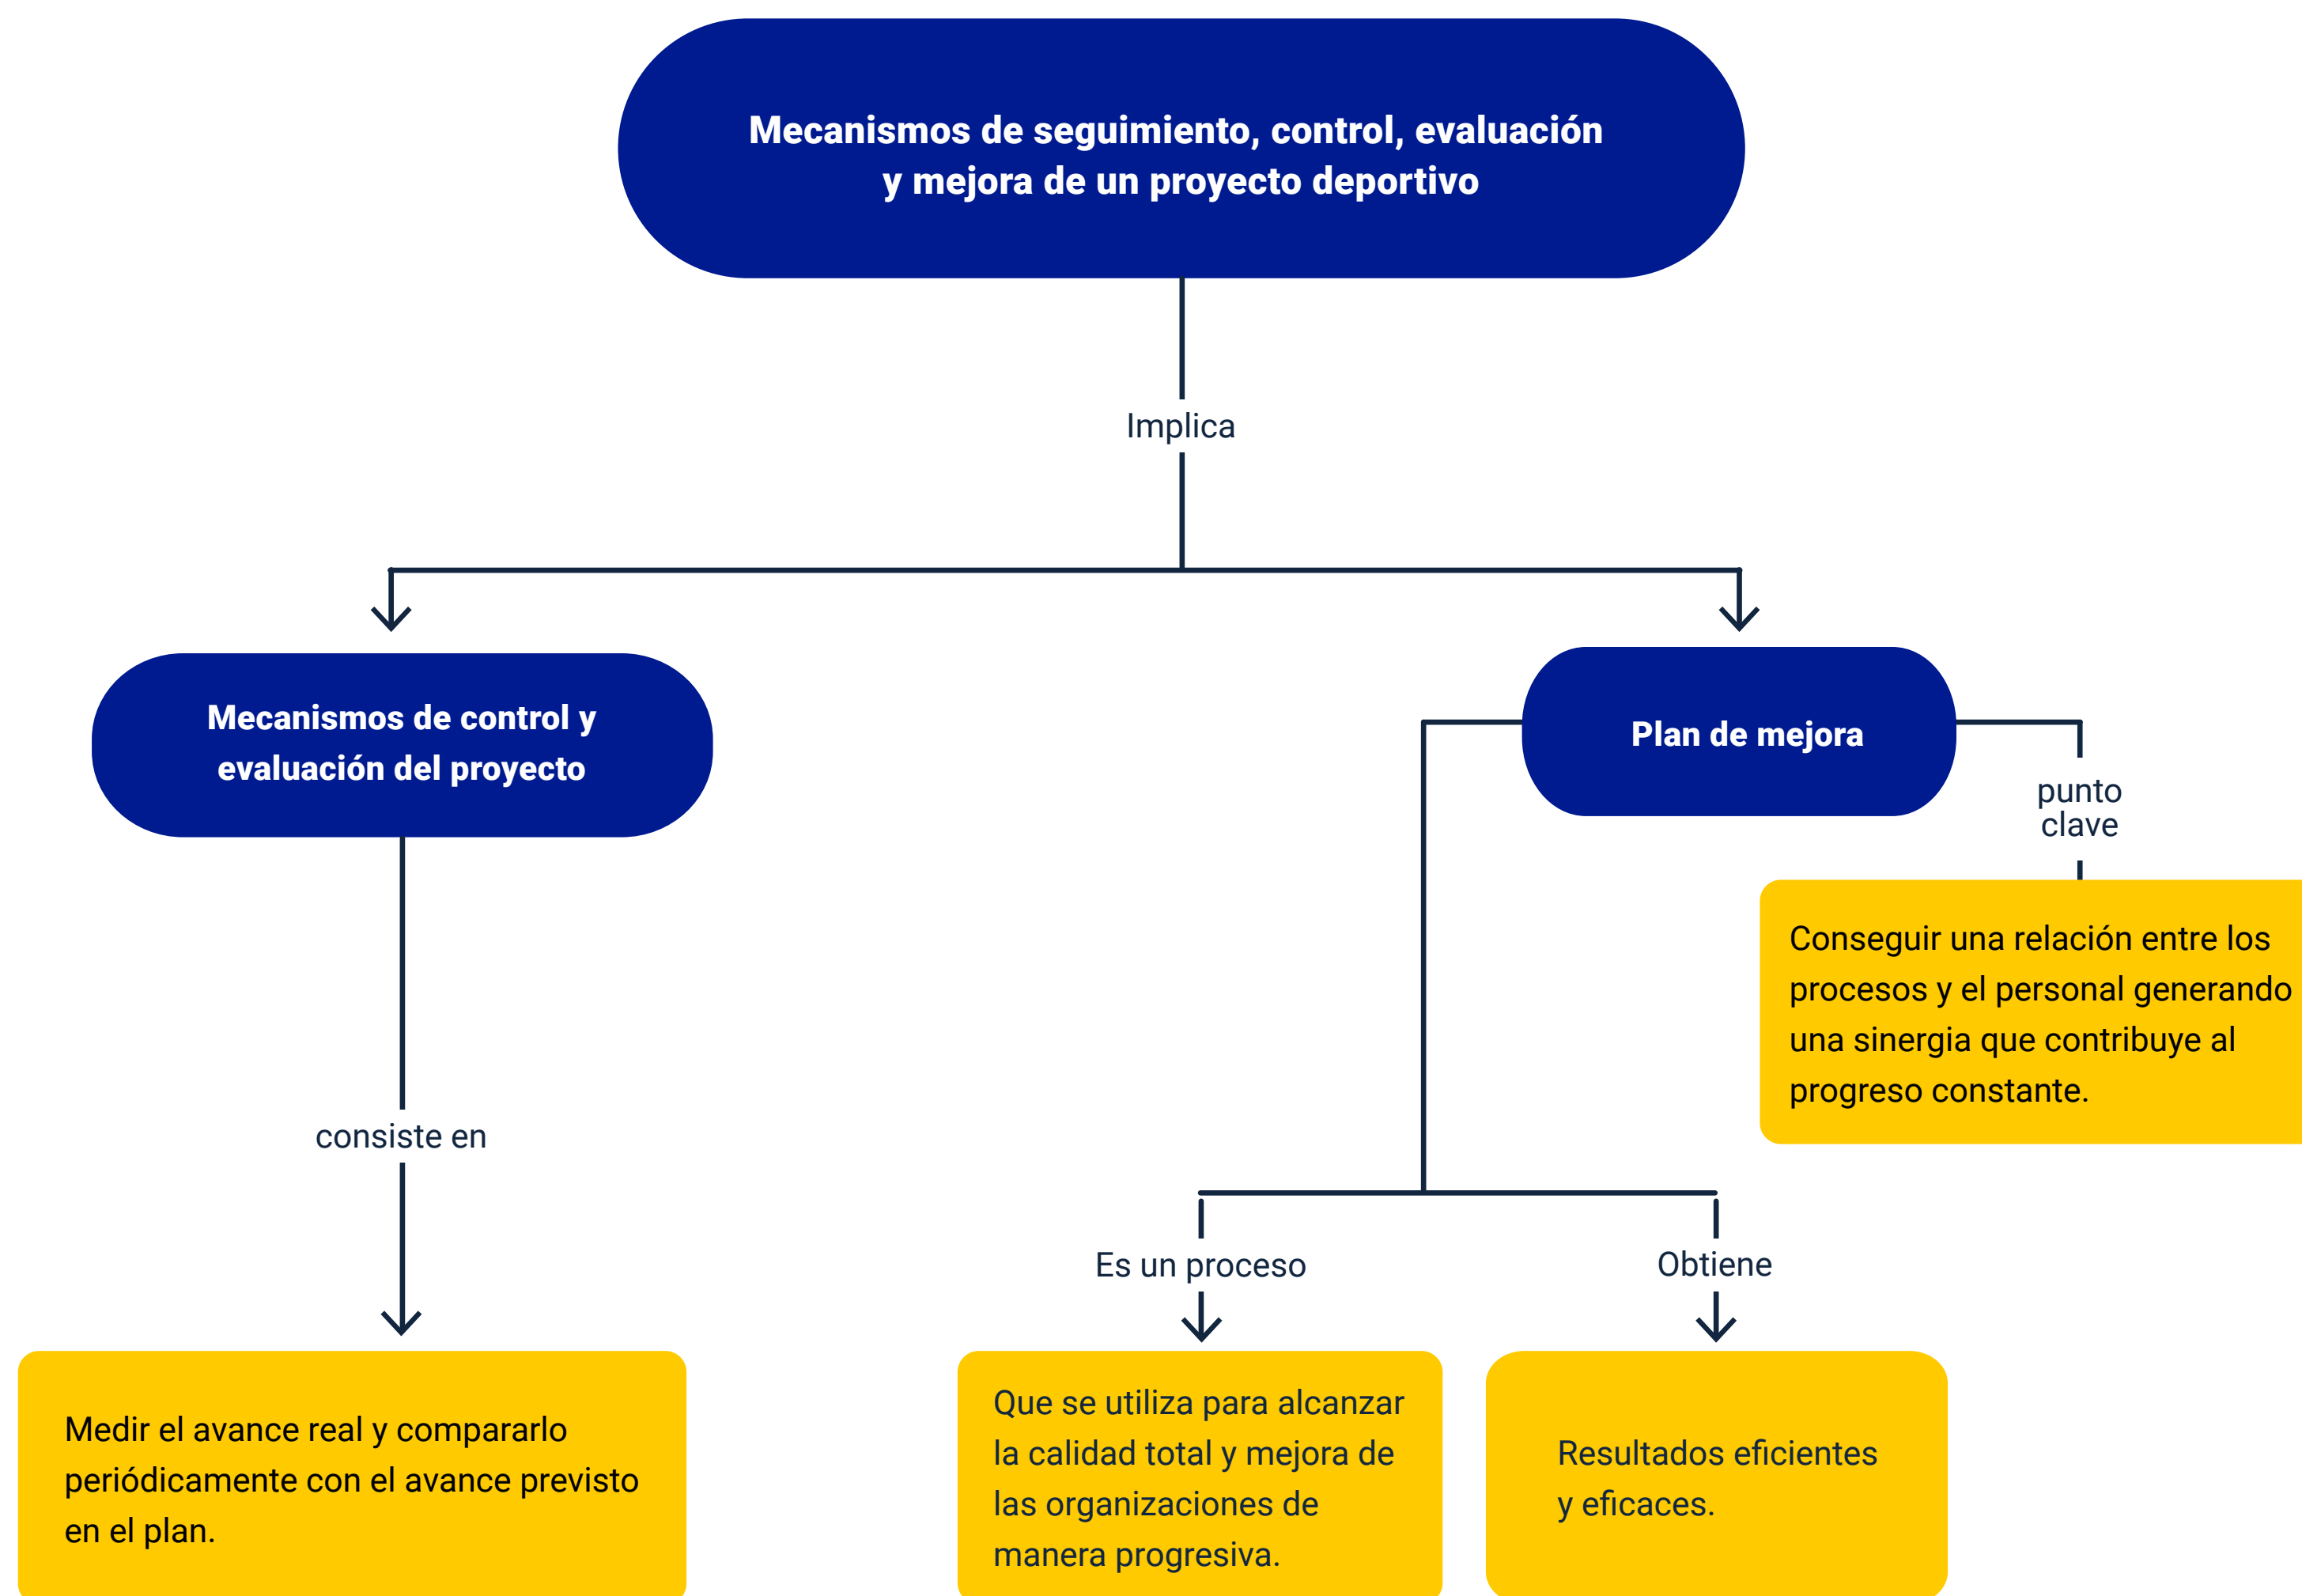 Mecanismos de seguimiento, control, evaluación
y mejora de un proyecto deportivo
Implica
Mecanismos de control y
evaluación del proyecto
Plan de mejora
punto
clave
Conseguir una relación entre los
procesos y el personal generando
una sinergia que contribuye al
progreso constante.
consiste en
Es un proceso
Obtiene
Medir el avance real y compararlo
periódicamente con el avance previsto
en el plan.
Que se utiliza para alcanzar
la calidad total y mejora de
las organizaciones de
manera progresiva.
Resultados eficientes
y eficaces.